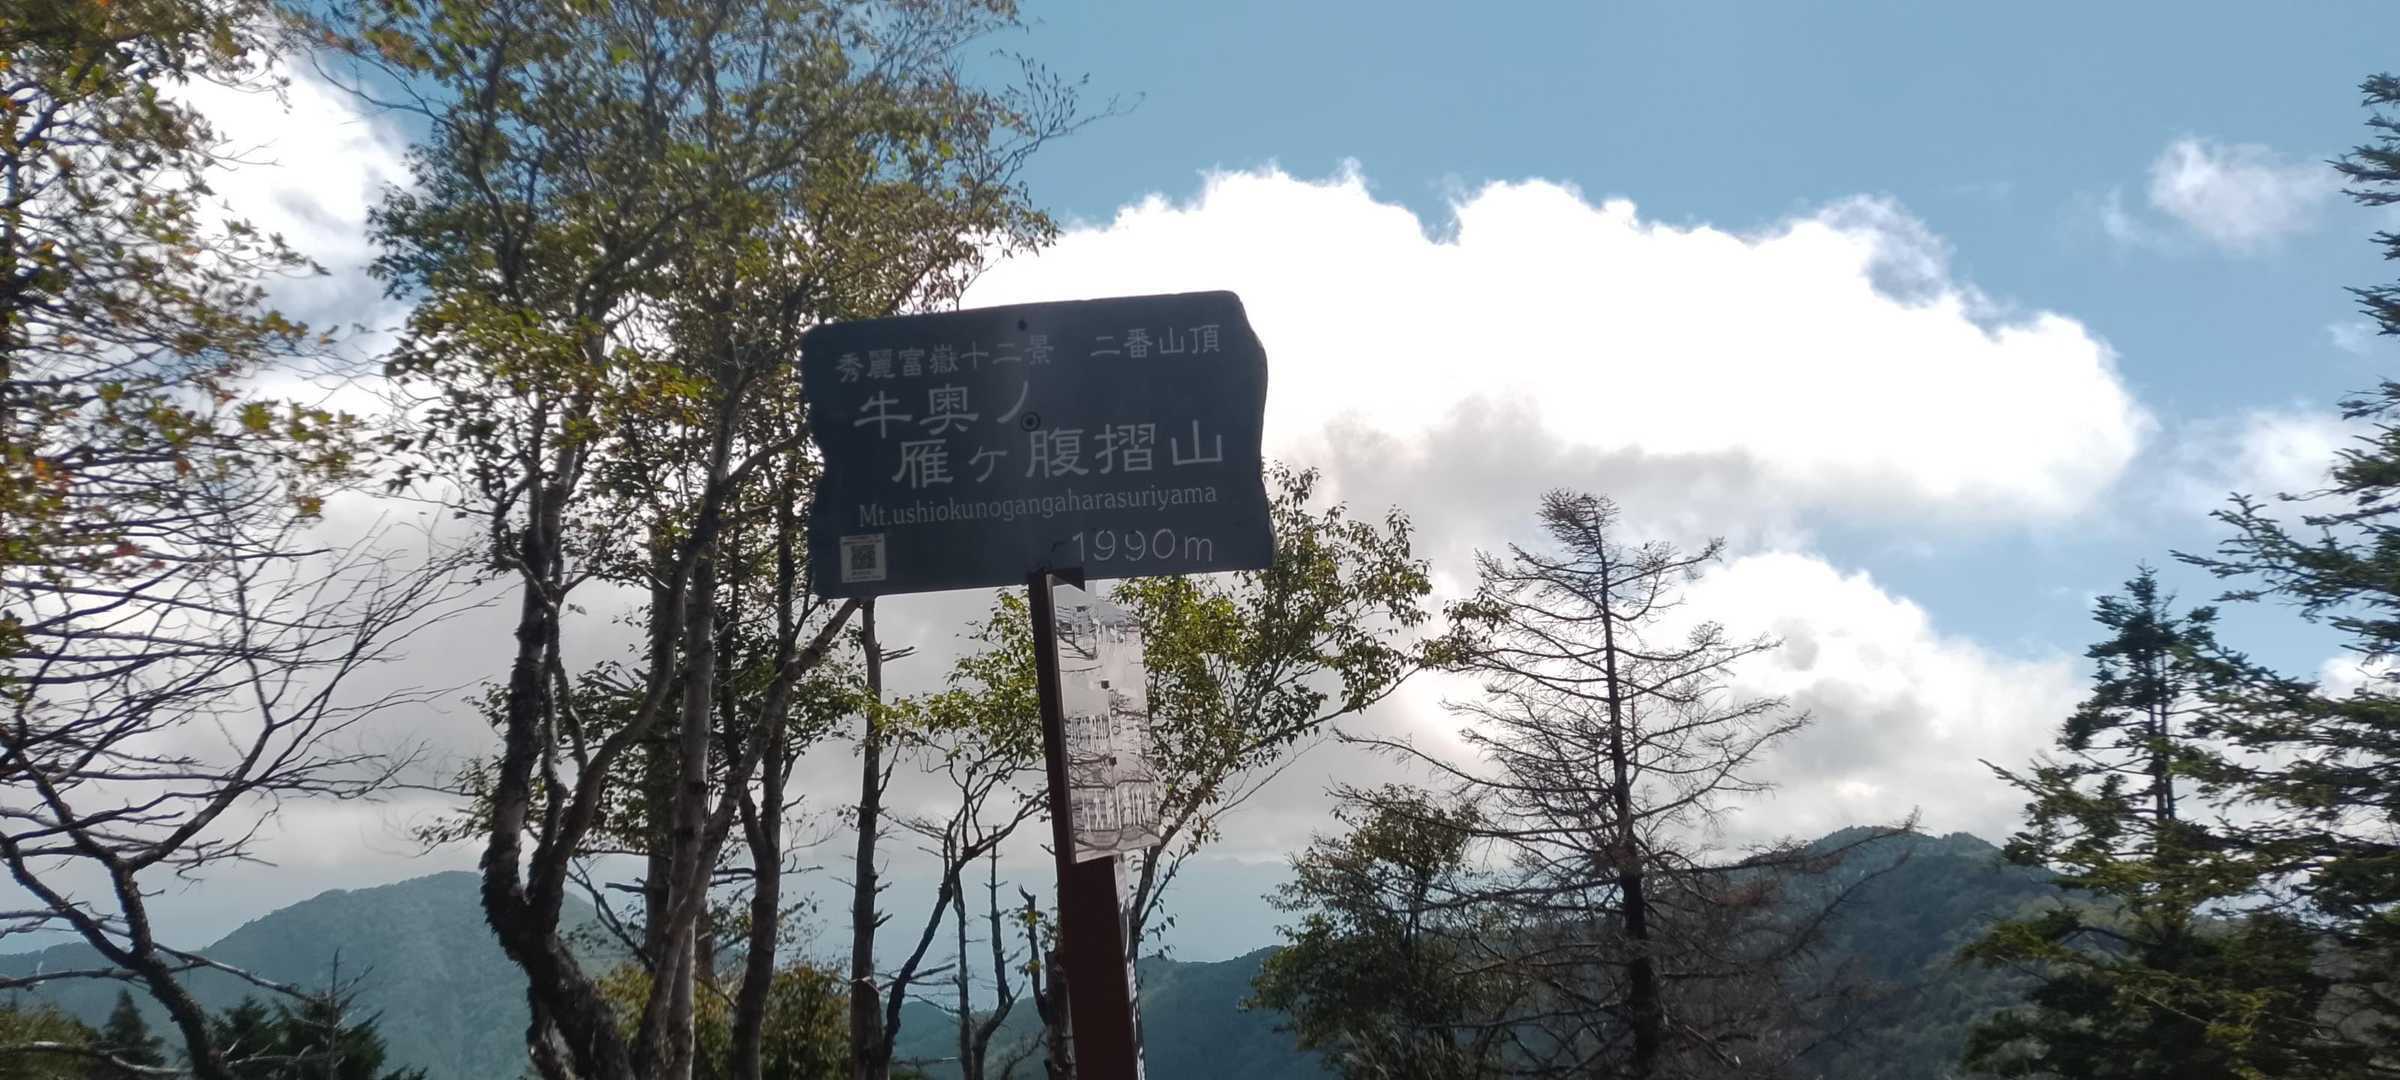 秀麗富嶽十二景　二番山頂
牛奥ノ
雁ヶ腹摺山
Mt.ushiokunogangaharasuriyama
1990m